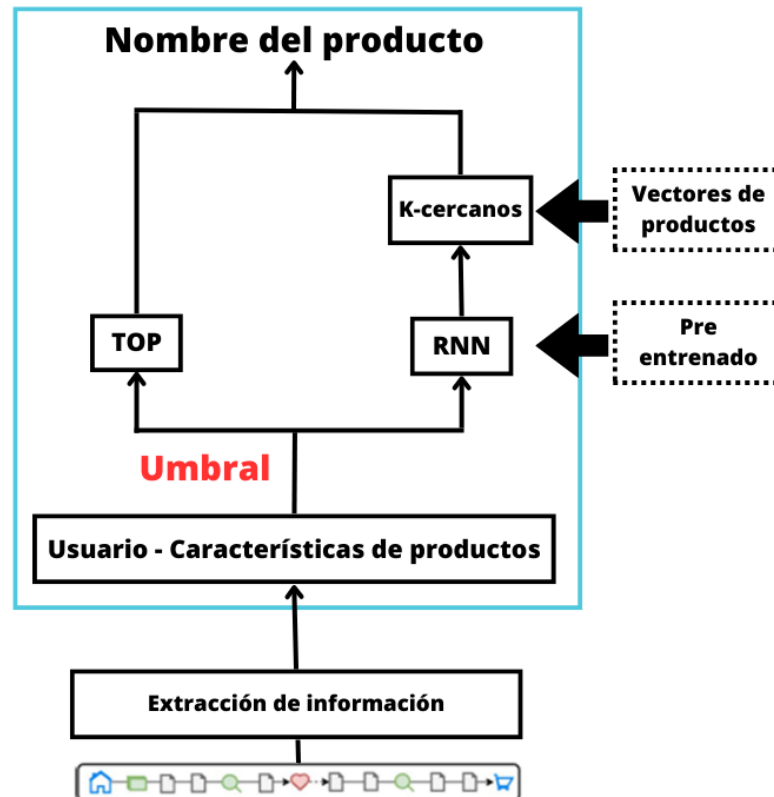 Nombre del producto
K-cercanos
Vectores de
productos
TOP
RNN
Pre
entrenado
Umbral
Usuario - Características de productos
Extracción de información